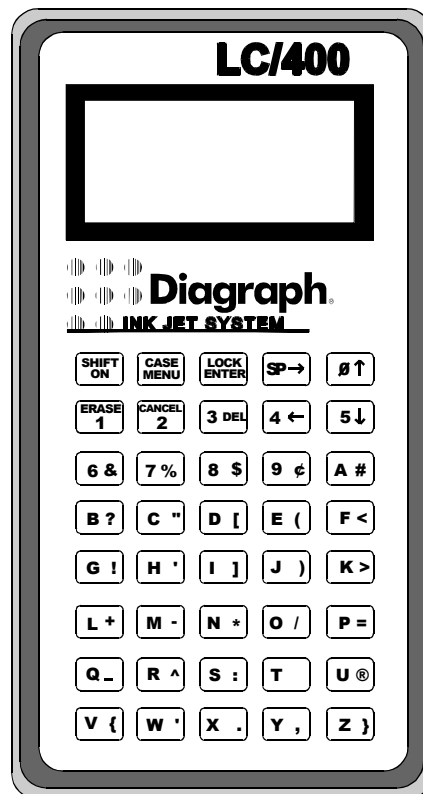 LC/400
Diagraph®
INK JET SYSTEM
SHIFT ON CASE MENU LOCK ENTER SP→ Ø↑
ERASE 1 CANCEL 2 3 DEL 4 ← 5↓
6 & 7 % 8 $ 9 ¢ A #
B ? C " D [ E ( F <
G ! H ' I ] J ) K >
L + M - N * O / P =
Q _ R ^ S : T U ®
V { W ' X . Y , Z }